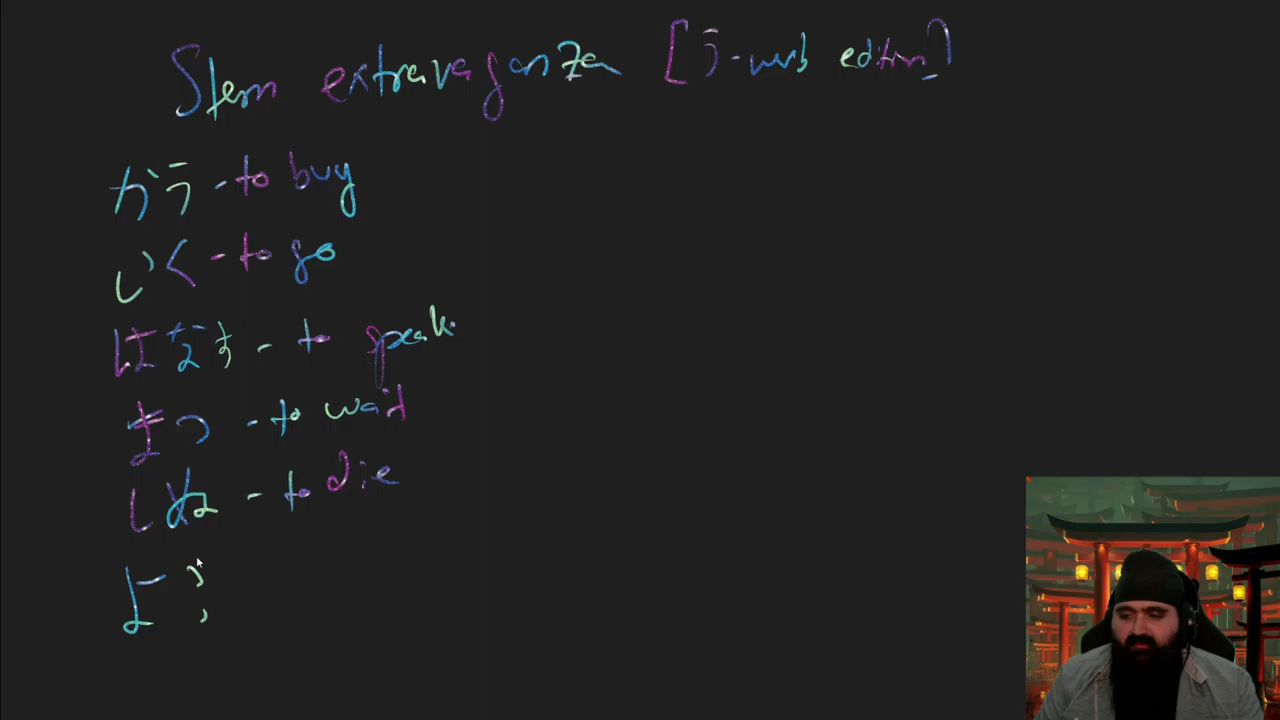 Stem extravaganza [う-verb edition]
かう - to buy
いく - to go
はなす - to speak
まつ - to wait
しぬ - to die
よ